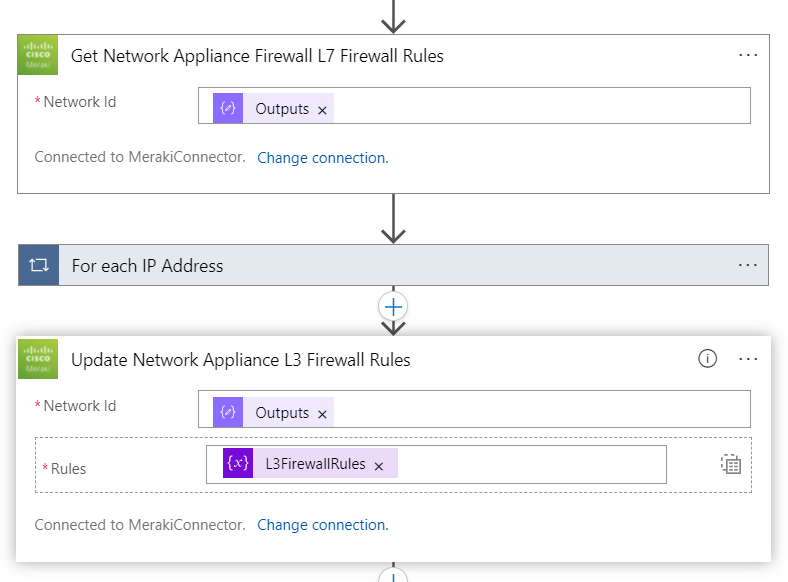 CISCO
Meraki
Get Network Appliance Firewall L7 Firewall Rules
...
* Network Id
Outputs ×
Connected to MerakiConnector. Change connection.
For each IP Address
...
CISCO
Meraki
Update Network Appliance L3 Firewall Rules
...
* Network Id
Outputs ×
* Rules
{x} L3FirewallRules ×
Connected to MerakiConnector. Change connection.